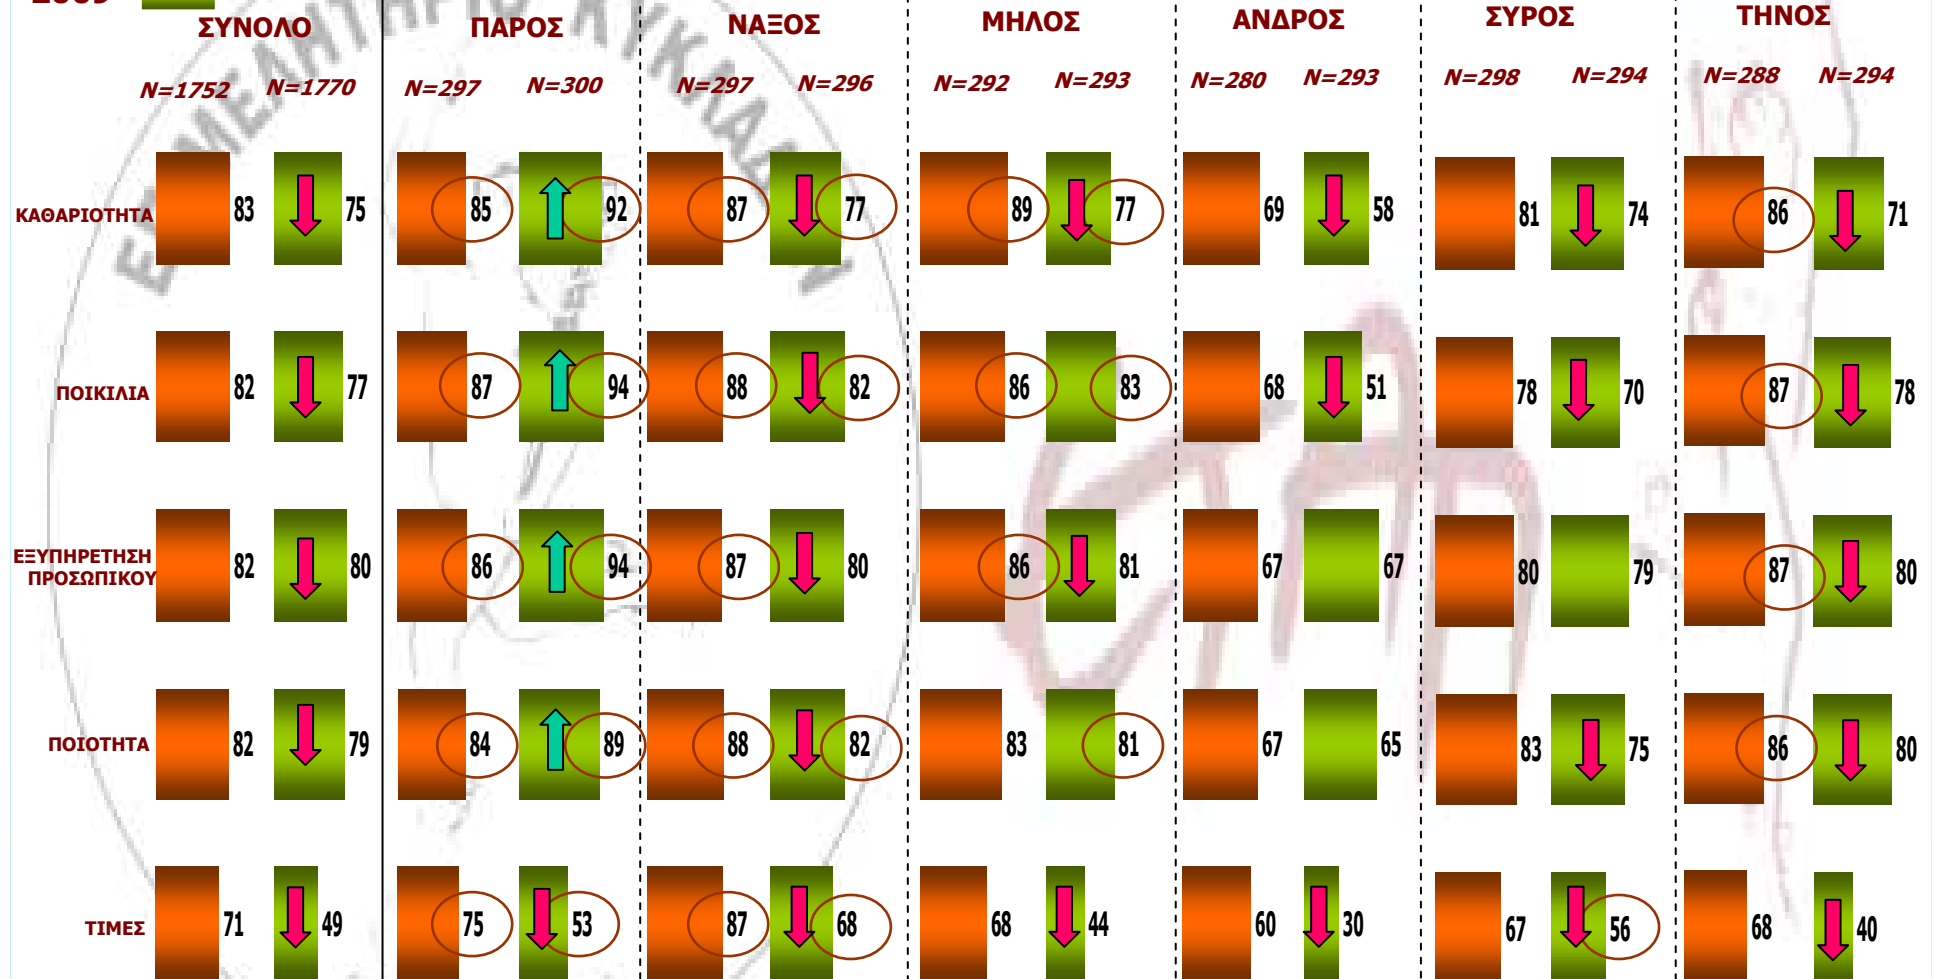 ΣΥΝΟΛΟ ΠΑΡΟΣ ΝΑΞΟΣ ΜΗΛΟΣ ΑΝΔΡΟΣ ΣΥΡΟΣ ΤΗΝΟΣ
N=1752 N=1770 N=297 N=300 N=297 N=296 N=292 N=293 N=280 N=293 N=298 N=294 N=288 N=294
ΚΑΘΑΡΙΟΤΗΤΑ 83 75 85 92 87 77 89 77 69 58 81 74 86 71
ΠΟΙΚΙΛΙΑ 82 77 87 94 88 82 86 83 68 51 78 70 87 78
ΕΞΥΠΗΡΕΤΗΣΗ
ΠΡΟΣΩΠΙΚΟΥ 82 80 86 94 87 80 86 81 67 67 80 79 87 80
ΠΟΙΟΤΗΤΑ 82 79 84 89 88 82 83 81 67 65 83 75 86 80
ΤΙΜΕΣ 71 49 75 53 87 68 68 44 60 30 67 56 68 40